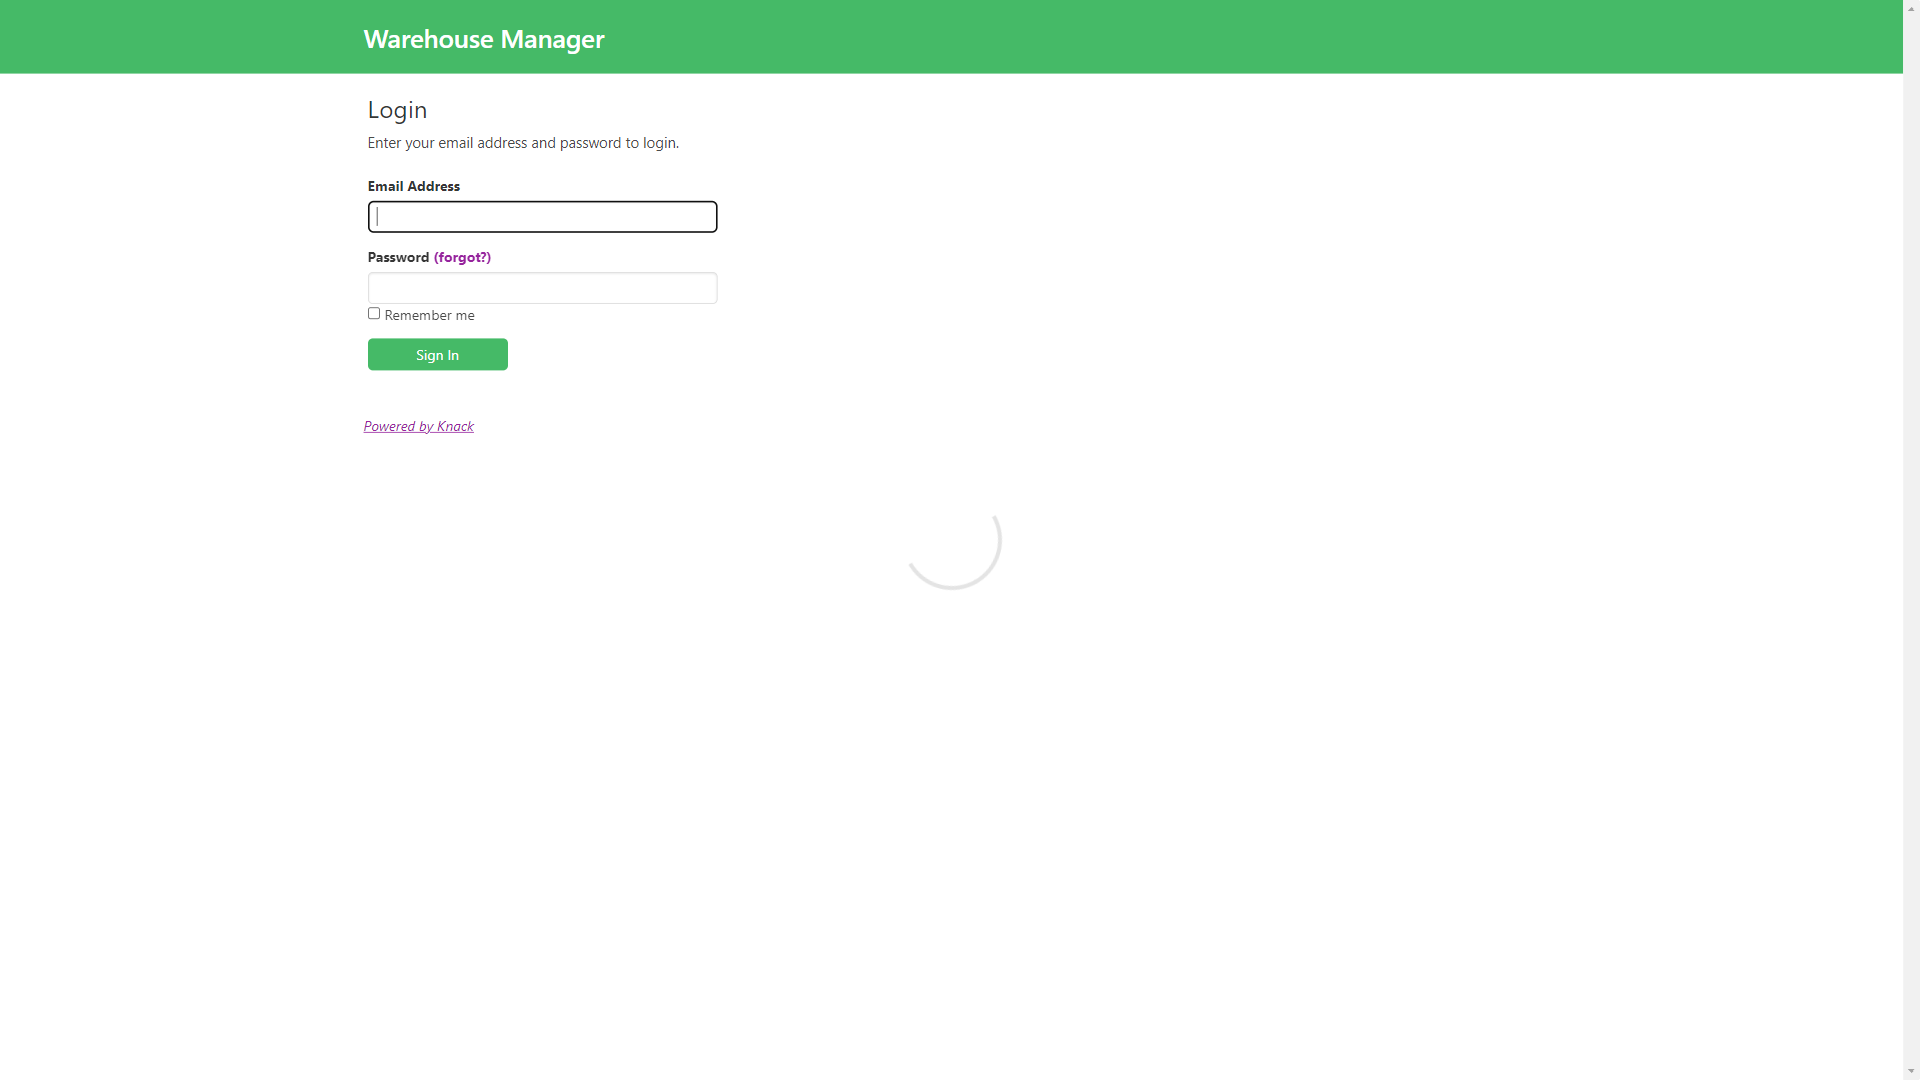 Warehouse Manager
Login
Enter your email address and password to login.
Email Address
Password (forgot?)
Remember me
Sign In
Powered by Knack